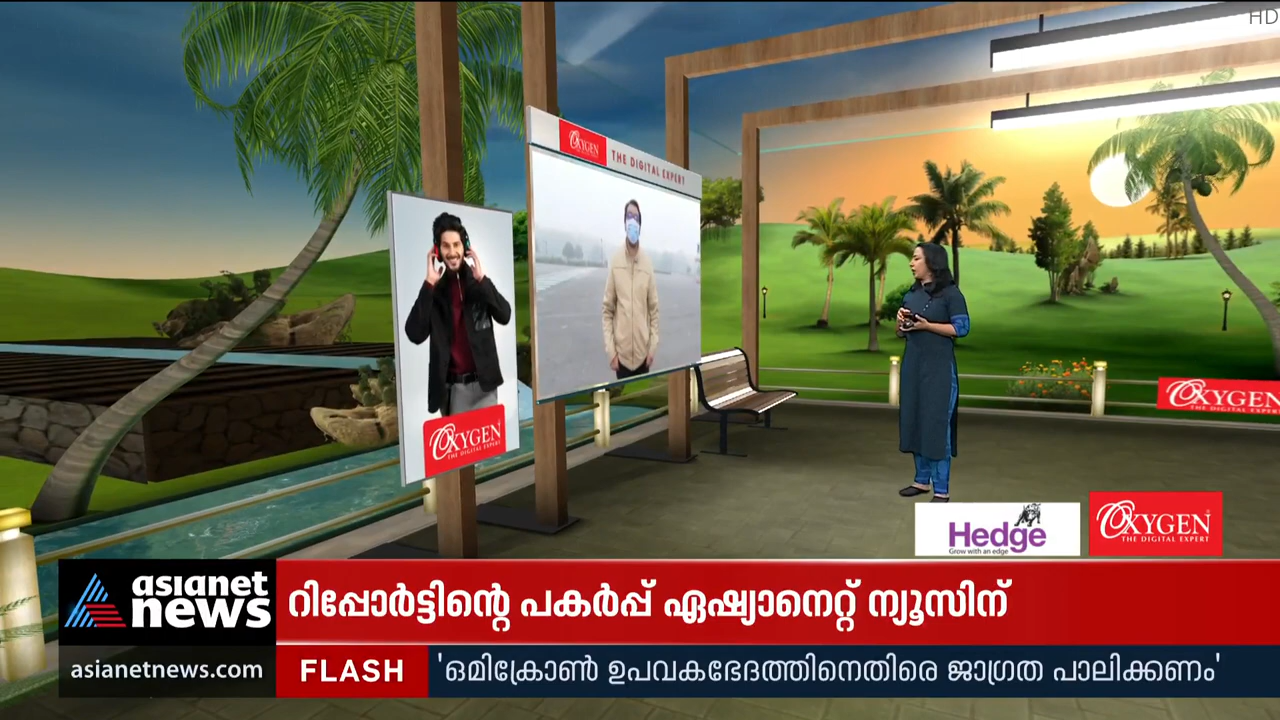 HD
OXYGEN
THE DIGITAL EXPERT
OXYGEN
THE DIGITAL EXPERT
OXYGEN
THE DIGITAL EXPERT
Hedge
Grow with an edge
OXYGEN
THE DIGITAL EXPERT
asianet
news
റിപ്പോർട്ടിന്റെ പകർപ്പ് ഏഷ്യാനെറ്റ് ന്യൂസിന്
asianetnews.com
FLASH
'ഒമിക്രോൺ ഉപവകഭേദത്തിനെതിരെ ജാഗ്രത പാലിക്കണം'